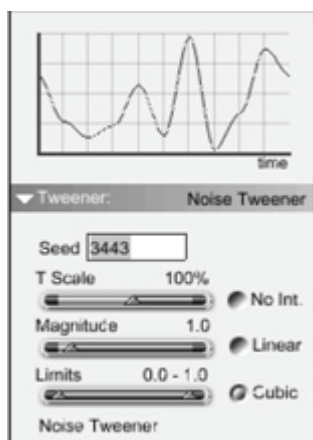 time
Tweener: Noise Tweener
Seed 3443
T Scale 100%
No Int.
Magnitude 1.0
Linear
Limits 0.0 - 1.0
Cubic
Noise Tweener